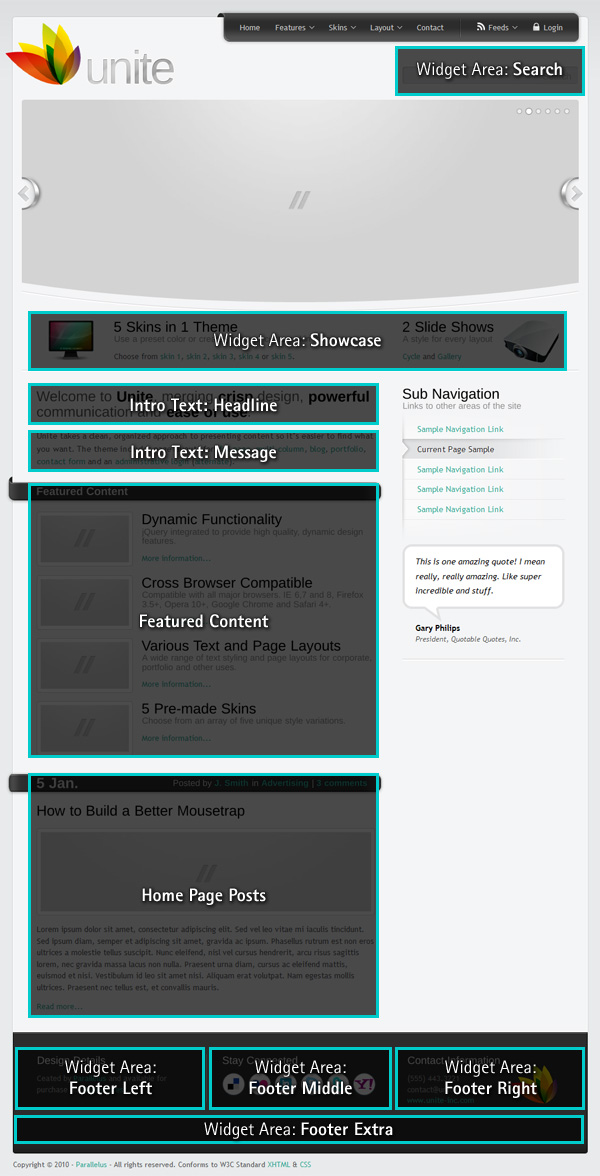 Home Features Skins Layout Contact Feeds Login
unite
Widget Area: Search
5 Skins in 1 Theme
Use a preset color or
Choose from skin 1, skin 2, skin 3, skin 4 or skin 5.
Widget Area: Showcase
2 Slide Shows
A style for every layout
Cycle and Gallery
Welcome to Unite, merging crisp design, powerful
communication and ease of use
Intro Text: Headline
Unite takes a clean, organized approach to presenting content so it's easier to find what
you want. The theme column, blog, portfolio,
contact form and an administrative login (alternate).
Intro Text: Message
Featured Content
Dynamic Functionality
jQuery integrated to provide high quality, dynamic design
features.
More information...
Cross Browser Compatible
Compatible with all major browsers. IE 6,7 and 8, Firefox
3.5+, Opera 10+, Google Chrome and Safari 4+.
Featured Content
Various Text and Page Layouts
A wide range of text styling and page layouts for corporate,
portfolio and other uses.
More information...
5 Pre-made Skins
Choose from an array of five unique style variations.
More information...
Sub Navigation
Links to other areas of the site
Sample Navigation Link
Current Page Sample
Sample Navigation Link
Sample Navigation Link
Sample Navigation Link
This is one amazing quote! I mean
really, really amazing. Like super
incredible and stuff.
Gary Philips
President, Quotable Quotes, Inc.
5 Jan.
Posted by J. Smith in Advertising | 3 comments
How to Build a Better Mousetrap
Home Page Posts
Lorem ipsum dolor sit amet, consectetur adipiscing elit. Sed vel leo vitae mi iaculis tincidunt.
Sed ipsum diam, semper et adipiscing sit amet, gravida ac ipsum. Phasellus rutrum est non eros
ultrices a molestie tellus suscipit. Nunc eleifend, nisl vel cursus hendrerit, arcu risus sagittis
lorem, nec gravida massa lacus non nulla. Praesent urna diam, cursus ac eleifend mattis,
euismod et nisi. Vestibulum id leo sit amet nisi. Aliquam erat volutpat. Nam egestas mollis
ultrices. Praesent nec tellus est, et convallis mauris.
Read more...
Design Details
Widget Area:
Footer Left
Stay Connected
Widget Area:
Footer Middle
Contact Information
Widget Area:
Footer Right
Widget Area: Footer Extra
Copyright © 2010 - Parallelus - All rights reserved. Conforms to W3C Standard XHTML & CSS